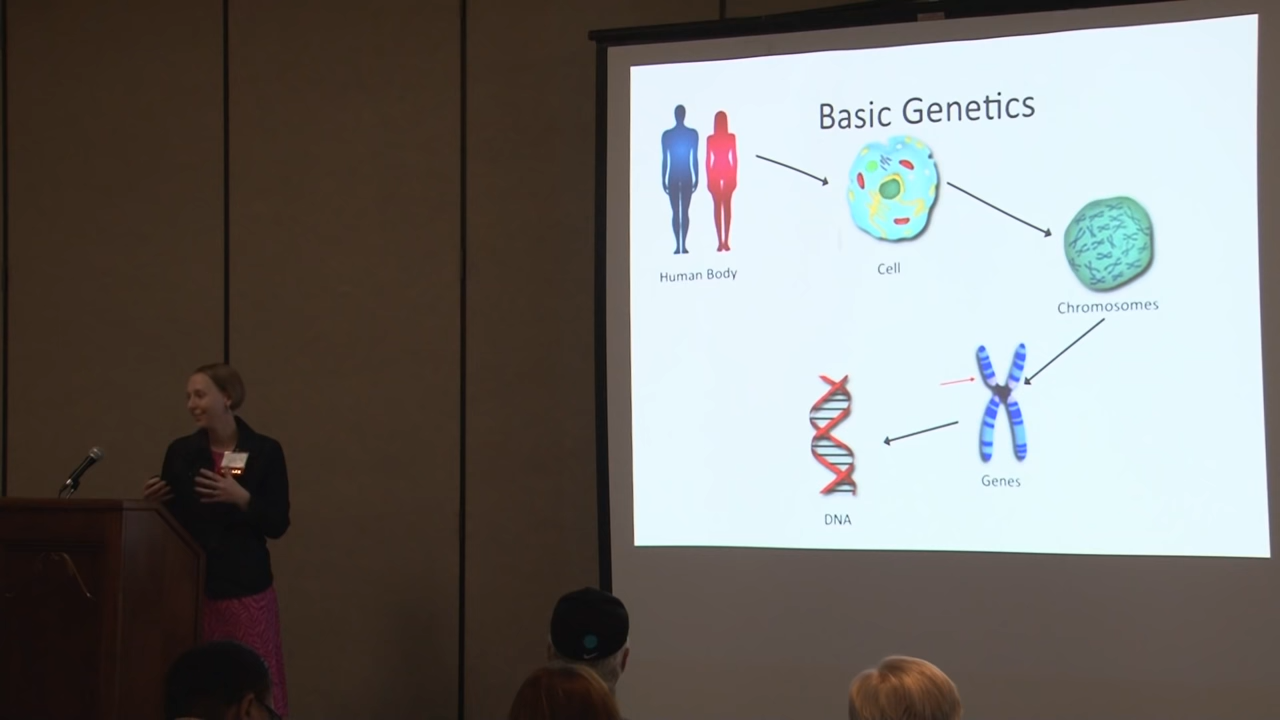 Basic Genetics
Human Body
Cell
Chromosomes
Genes
DNA